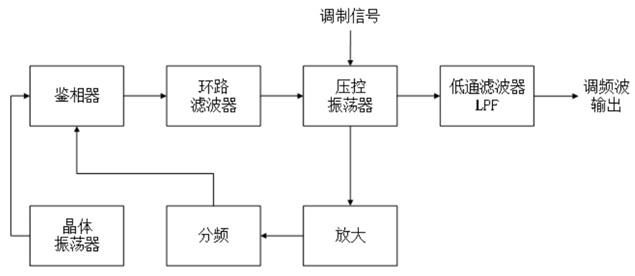 调制信号
鉴相器
环路
滤波器
压控
振荡器
低通滤波器
LPF
调频波
输出
晶体
振荡器
分频
放大